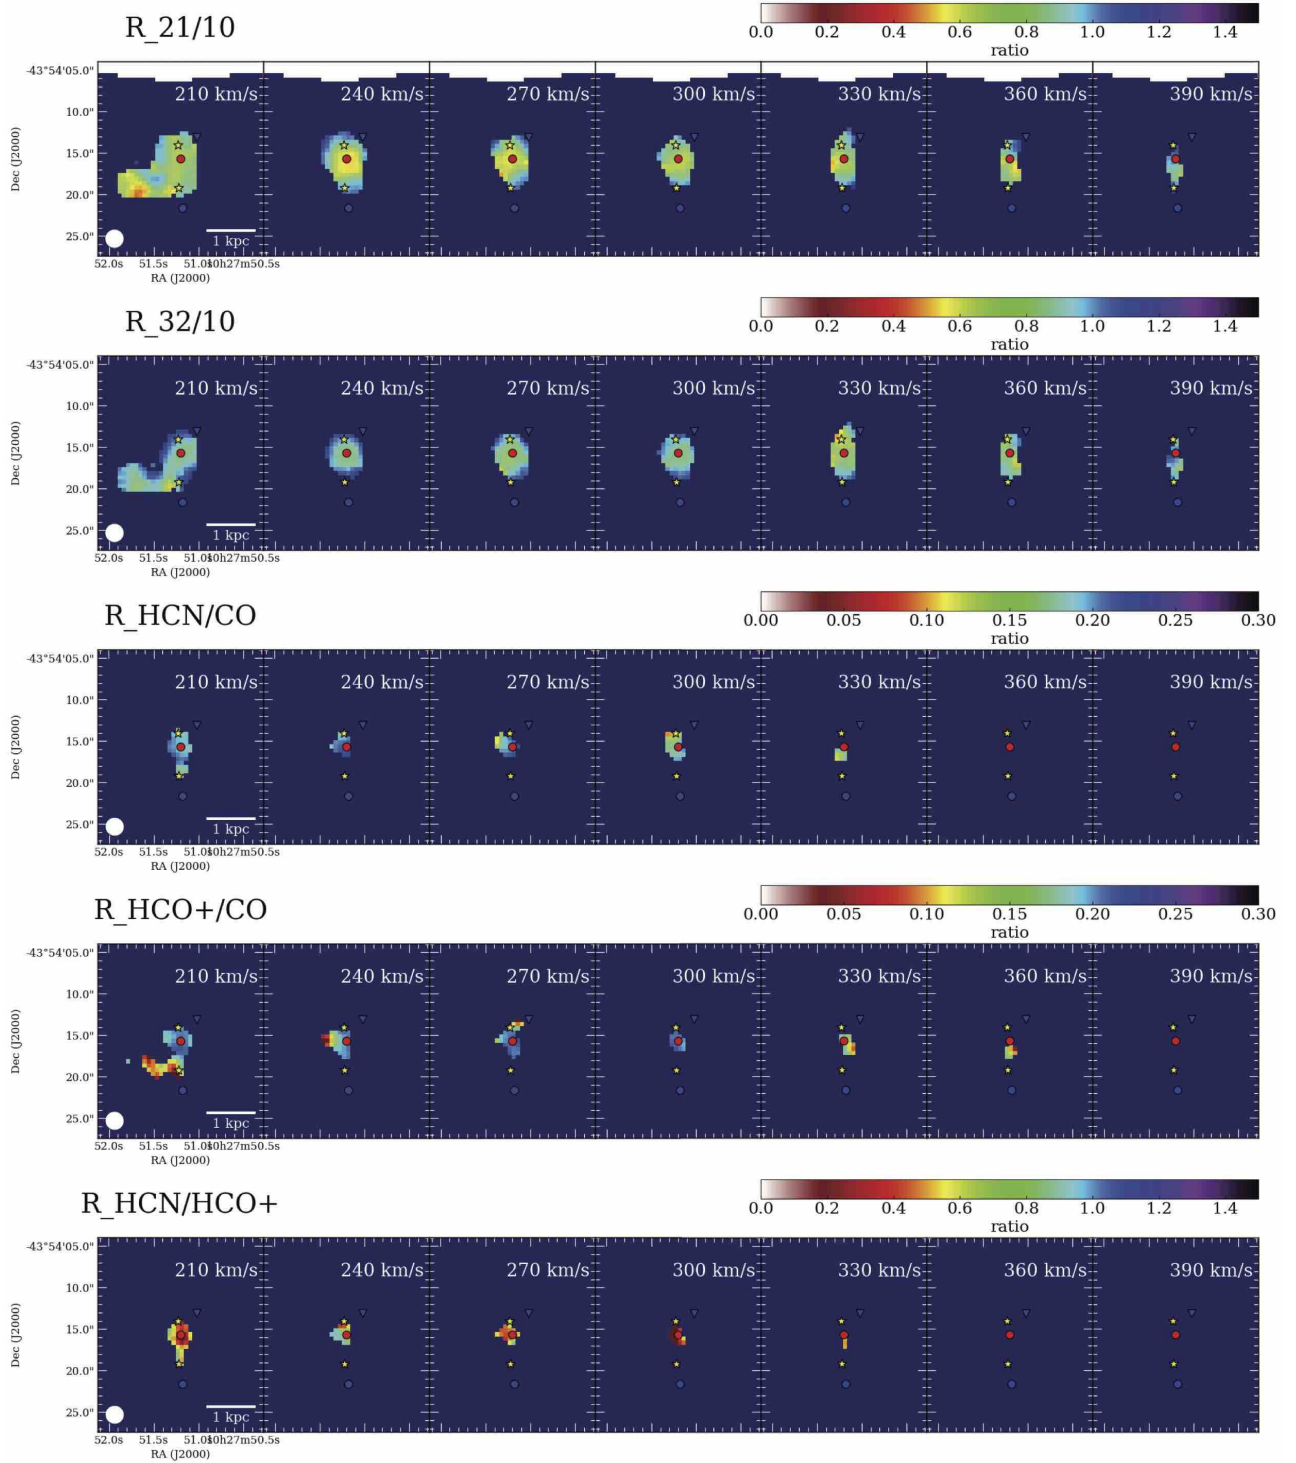 R_21/10
0.0 0.2 0.4 0.6 0.8 1.0 1.2 1.4
ratio
-43°54'05.0"
210 km/s 240 km/s 270 km/s 300 km/s 330 km/s 360 km/s 390 km/s
10.0"
15.0"
20.0"
25.0"
Dec (J2000)
1 kpc
52.0s 51.5s 51.0s 10h27m50.5s
RA (J2000)
R_32/10
0.0 0.2 0.4 0.6 0.8 1.0 1.2 1.4
ratio
-43°54'05.0"
210 km/s 240 km/s 270 km/s 300 km/s 330 km/s 360 km/s 390 km/s
10.0"
15.0"
20.0"
25.0"
Dec (J2000)
1 kpc
52.0s 51.5s 51.0s 10h27m50.5s
RA (J2000)
R_HCN/CO
0.00 0.05 0.10 0.15 0.20 0.25 0.30
ratio
-43°54'05.0"
210 km/s 240 km/s 270 km/s 300 km/s 330 km/s 360 km/s 390 km/s
10.0"
15.0"
20.0"
25.0"
Dec (J2000)
1 kpc
52.0s 51.5s 51.0s 10h27m50.5s
RA (J2000)
R_HCO+/CO
0.00 0.05 0.10 0.15 0.20 0.25 0.30
ratio
-43°54'05.0"
210 km/s 240 km/s 270 km/s 300 km/s 330 km/s 360 km/s 390 km/s
10.0"
15.0"
20.0"
25.0"
Dec (J2000)
1 kpc
52.0s 51.5s 51.0s 10h27m50.5s
RA (J2000)
R_HCN/HCO+
0.0 0.2 0.4 0.6 0.8 1.0 1.2 1.4
ratio
-43°54'05.0"
210 km/s 240 km/s 270 km/s 300 km/s 330 km/s 360 km/s 390 km/s
10.0"
15.0"
20.0"
25.0"
Dec (J2000)
1 kpc
52.0s 51.5s 51.0s 10h27m50.5s
RA (J2000)